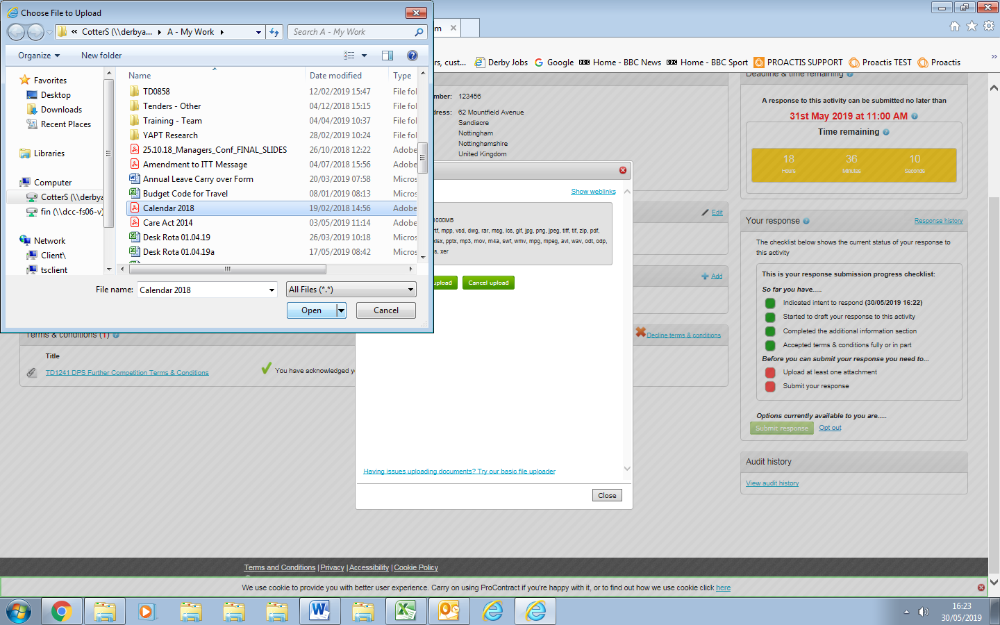 Choose File to Upload
« CotterS (\\derbya... ▸ A - My Work ▸
Search A - My Work
Organize
New folder
Favorites
Desktop
Downloads
Recent Places
Libraries
Computer
CotterS (\\derbya
fin (\\dcc-fs06-v)
Network
Client\
tsclient
Name Date modified Type
TD0858 12/02/2019 15:47 File fol
Tenders - Other 04/12/2018 15:15 File fol
Training - Team 04/04/2019 10:37 File fol
YAPT Research 28/02/2019 10:24 File fol
25.10.18_Managers_Conf_FINAL_SLIDES 26/10/2018 12:22 Adobe
Amendment to ITT Message 04/07/2018 15:56 Adobe
Annual Leave Carry over Form 20/03/2019 07:58 Micros
Budget Code for Travel 08/01/2019 08:13 Micros
Calendar 2018 19/02/2018 14:56 Adobe
Care Act 2014 03/05/2019 11:14 Adobe
Desk Rota 01.04.19 26/03/2019 10:18 Micros
Desk Rota 01.04.19a 17/05/2019 08:42 Micros
File name: Calendar 2018
All Files (*.*)
Open
Cancel
m
rs, cust...
Derby Jobs
Google
Home - BBC News
Home - BBC Sport
PROACTIS SUPPORT
Proactis TEST
Proactis
mber: 123456
dress: 62 Mountfield Avenue
Sandiacre
Nottingham
Nottinghamshire
United Kingdom
Show weblinks
1000MB
rtf, mpp, vsd, dwg, rar, msg, ics, gif, jpg, png, jpeg, tiff, tif, zip, pdf,
xlsx, pptx, mp3, mov, m4a, swf, wmv, mpg, mpeg, avi, wav, odt, odp,
s, xer
upload
Cancel upload
Having issues uploading documents? Try our basic file uploader
Close
Edit
Add
Decline terms & conditions
Terms & conditions (1)
Title
TD1241 DPS Further Competition Terms & Conditions
You have acknowledged y
Deadline & time remaining
A response to this activity can be submitted no later than
31st May 2019 at 11:00 AM
Time remaining
18 36 10
Hours Minutes Seconds
Your response
Response history
The checklist below shows the current status of your response to
this activity
This is your response submission progress checklist:
So far you have.....
Indicated intent to respond (30/05/2019 16:22)
Started to draft your response to this activity
Completed the additional information section
Accepted terms & conditions fully or in part
Before you can submit your response you need to...
Upload at least one attachment
Submit your response
Options currently available to you are.....
Submit response
Opt out
Audit history
View audit history
Terms and Conditions | Privacy | Accessibility | Cookie Policy
We use cookie to provide you with better user experience. Carry on using ProContract if you're happy with it, or to find out how we use cookie click here
16:23
30/05/2019